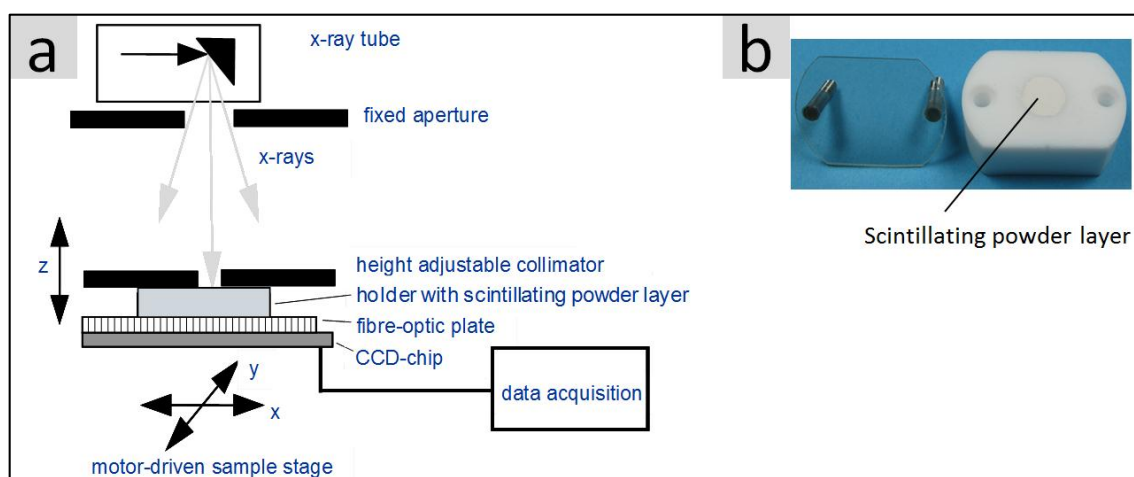 a
x-ray tube
fixed aperture
x-rays
z
height adjustable collimator
holder with scintillating powder layer
fibre-optic plate
CCD-chip
y
x
data acquisition
motor-driven sample stage
b
Scintillating powder layer